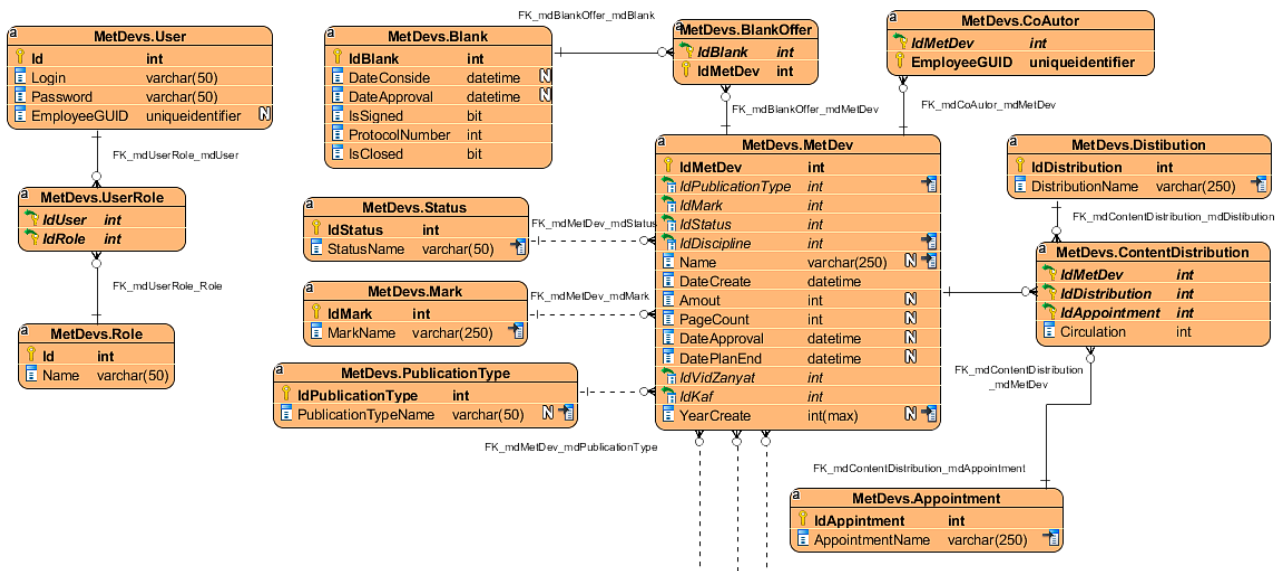 FK_mdBlankOffer_mdBlank
a
MetDevs.User
Id int
Login varchar(50)
Password varchar(50)
EmployeeGUID uniqueidentifier N
FK_mdUserRole_mdUser
a
MetDevs.UserRole
IdUser int
IdRole int
FK_mdUserRole_Role
a
MetDevs.Role
Id int
Name varchar(50)
a
MetDevs.Blank
IdBlank int
DateConside datetime N
DateApproval datetime N
IsSigned bit
ProtocolNumber int
IsClosed bit
a
MetDevs.BlankOffer
IdBlank int
IdMetDev int
FK_mdBlankOffer_mdMetDev
a
MetDevs.CoAutor
IdMetDev int
EmployeeGUID uniqueidentifier
FK_mdCoAutor_mdMetDev
a
MetDevs.Status
IdStatus int
StatusName varchar(50)
FK_mdMetDev_mdStatus
a
MetDevs.Mark
IdMark int
MarkName varchar(250)
FK_mdMetDev_mdMark
a
MetDevs.PublicationType
IdPublicationType int
PublicationTypeName varchar(50) N
FK_mdMetDev_mdPublicationType
a
MetDevs.MetDev
IdMetDev int
IdPublicationType int
IdMark int
IdStatus int
IdDiscipline int
Name varchar(250) N
DateCreate datetime
Amout int N
PageCount int N
DateApproval datetime N
DatePlanEnd datetime N
IdVidZanyat int
IdKaf int
YearCreate int(max) N
a
MetDevs.Distibution
IdDistribution int
DistributionName varchar(250)
FK_mdContentDistribution_mdDistibution
a
MetDevs.ContentDistribution
IdMetDev int
IdDistribution int
IdAppointment int
Circulation int
FK_mdContentDistribution
_mdMetDev
FK_mdContentDistribution_mdAppointment
a
MetDevs.Appointment
IdAppintment int
AppointmentName varchar(250)